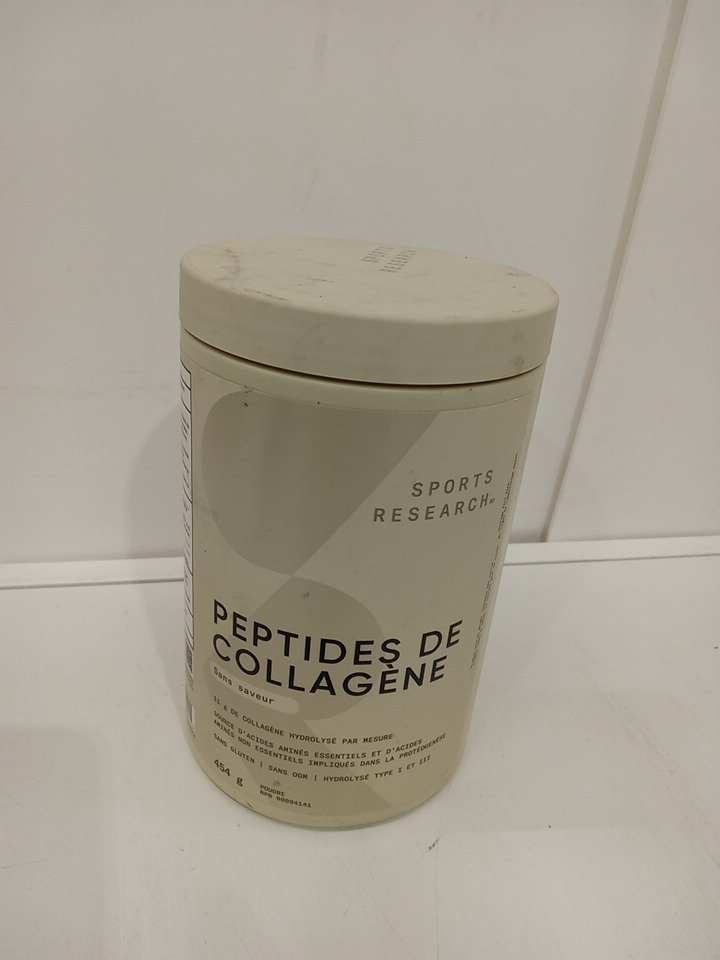 SPORTS
RESEARCH
SPORTS
RESEARCH
PEPTIDES DE
COLLAGÈNE
Sans saveur
11 g DE COLLAGÈNE HYDROLYSÉ PAR MESURE
SOURCE D'ACIDES AMINÉS ESSENTIELS ET D'ACIDES
AMINÉS NON ESSENTIELS IMPLIQUÉS DANS LA PROTÉOGENÈSE
SANS GLUTEN | SANS OGM | HYDROLYSÉ TYPE I ET III
454 g
POUDRE
NPN 80094141